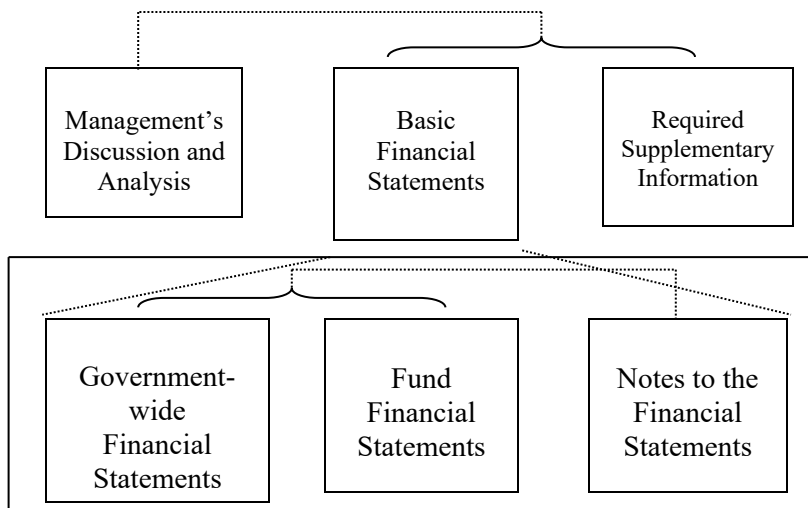 Management’s
Discussion and
Analysis
Basic
Financial
Statements
Required
Supplementary
Information
Government-
wide
Financial
Statements
Fund
Financial
Statements
Notes to the
Financial
Statements